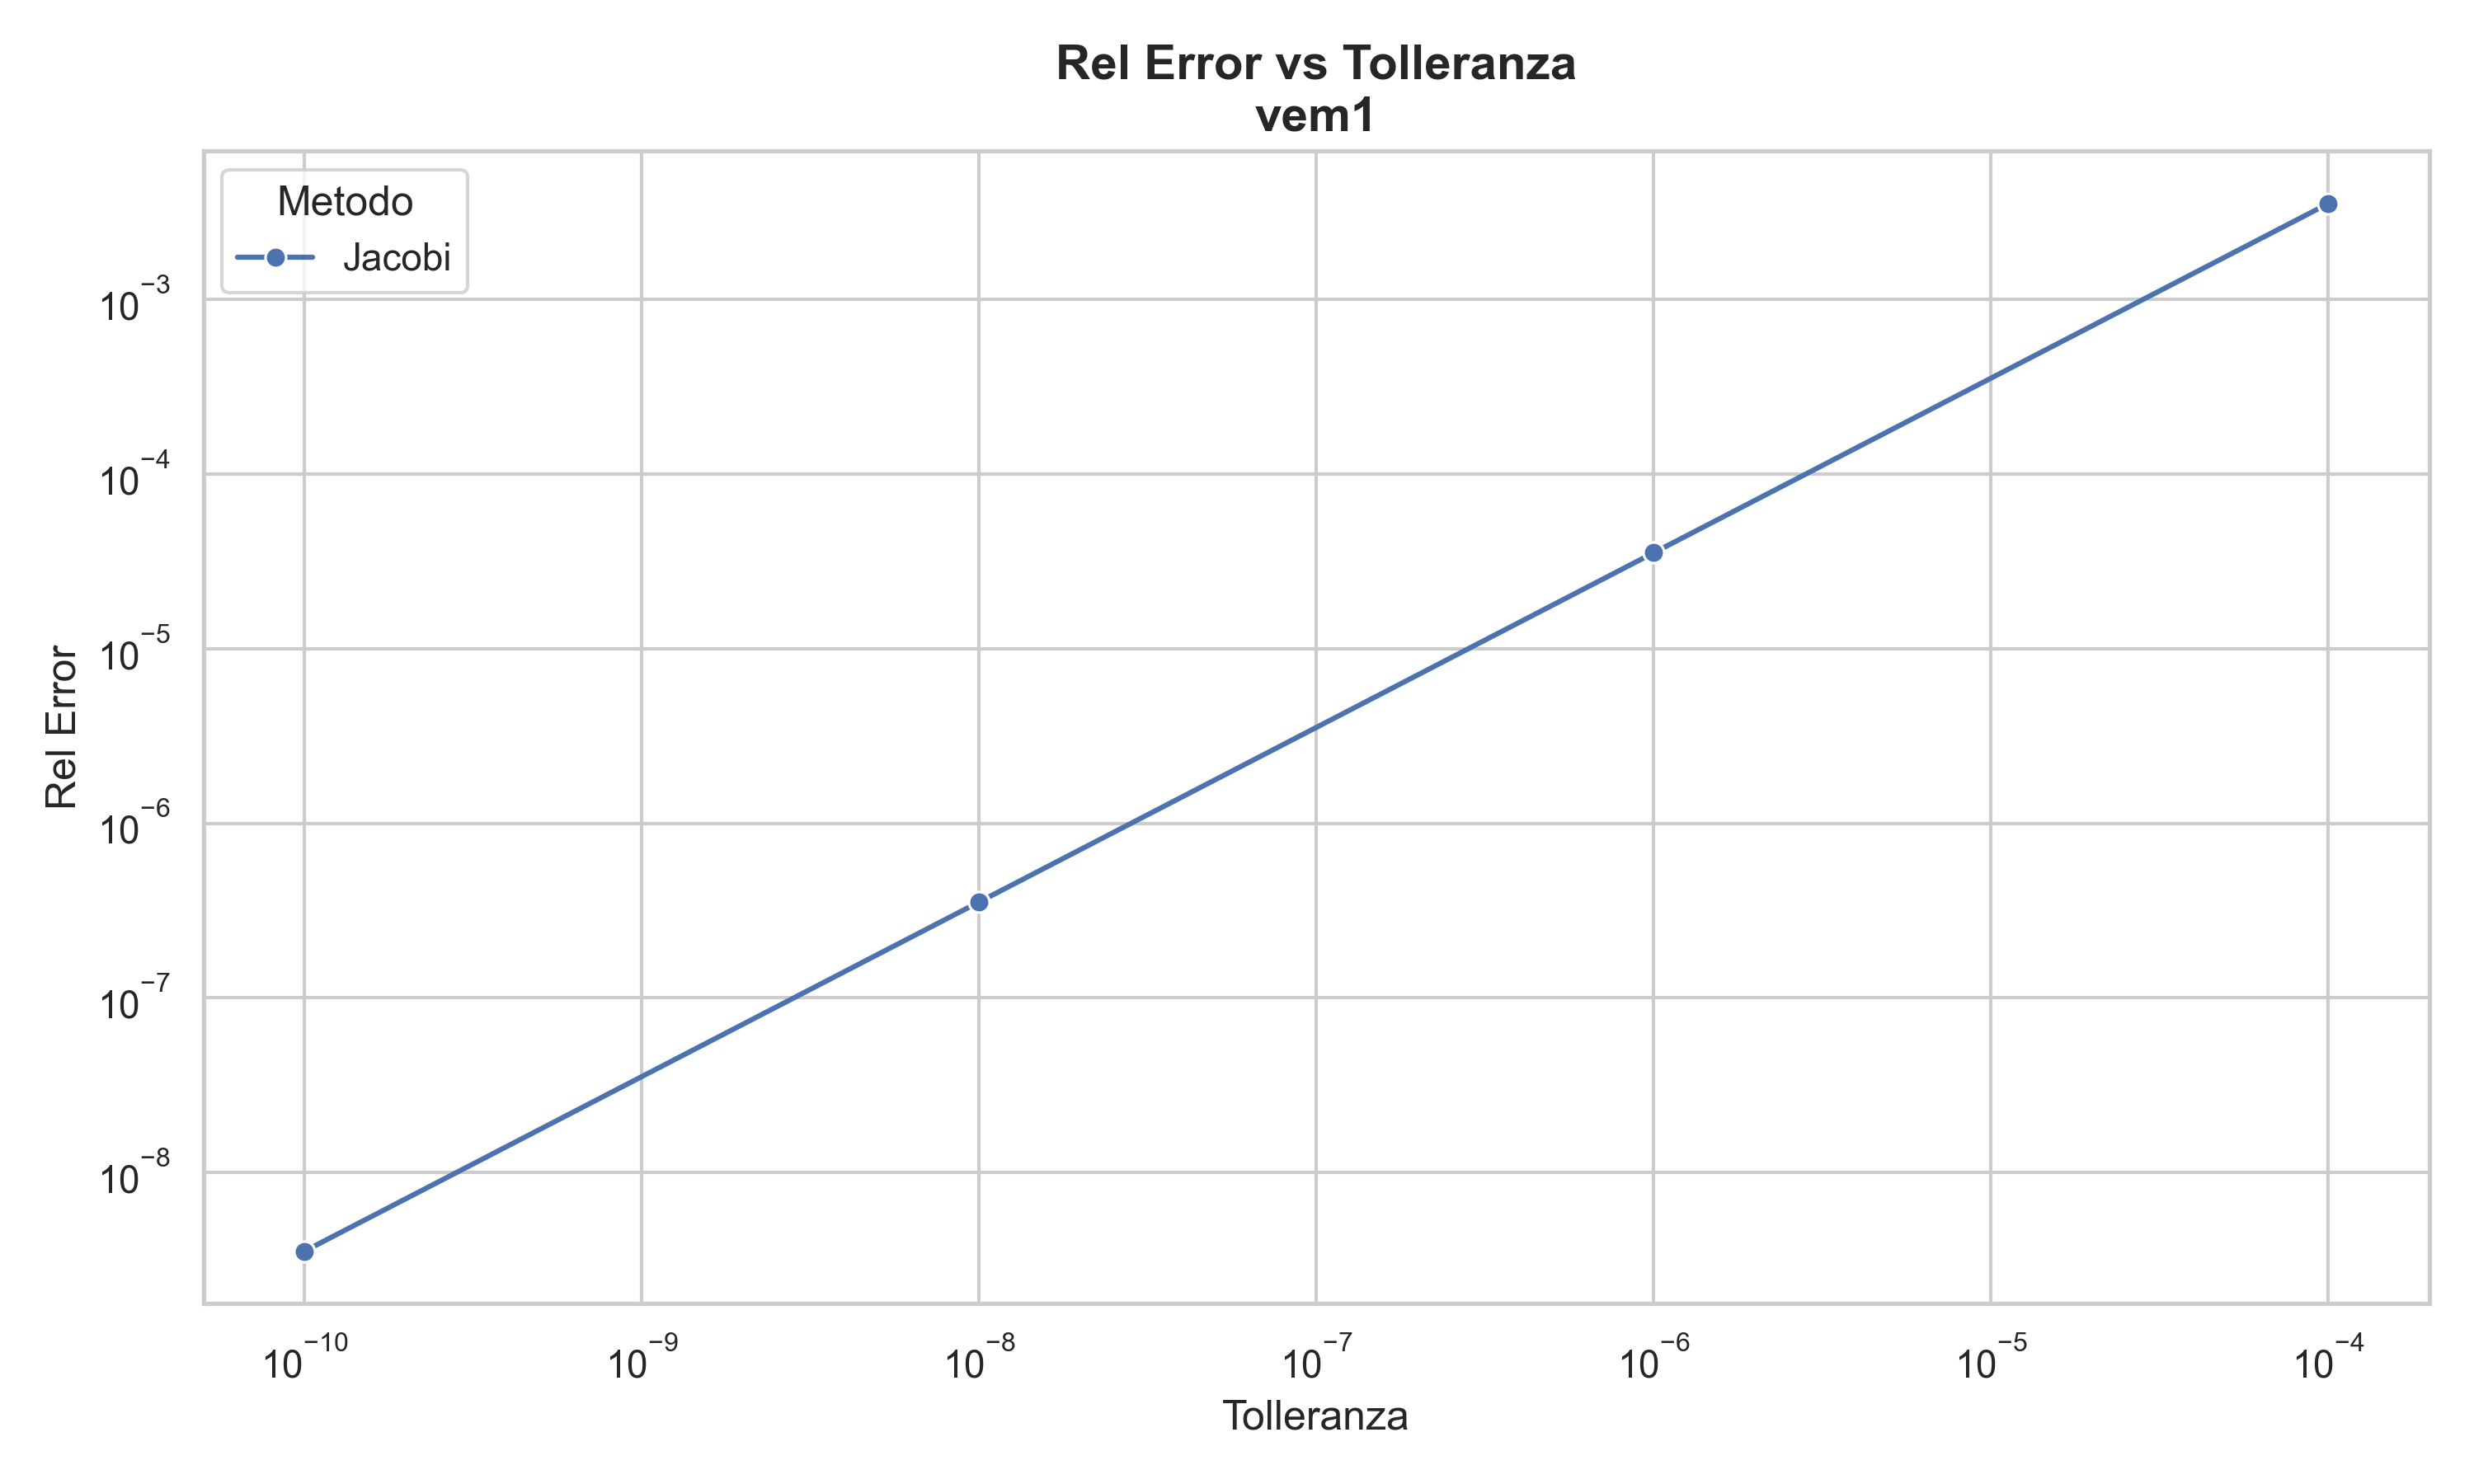 Rel Error vs Tolleranza
vem1
Metodo
Jacobi
10⁻³
10⁻⁴
10⁻⁵
10⁻⁶
10⁻⁷
10⁻⁸
Rel Error
10⁻¹⁰ 10⁻⁹ 10⁻⁸ 10⁻⁷ 10⁻⁶ 10⁻⁵ 10⁻⁴
Tolleranza